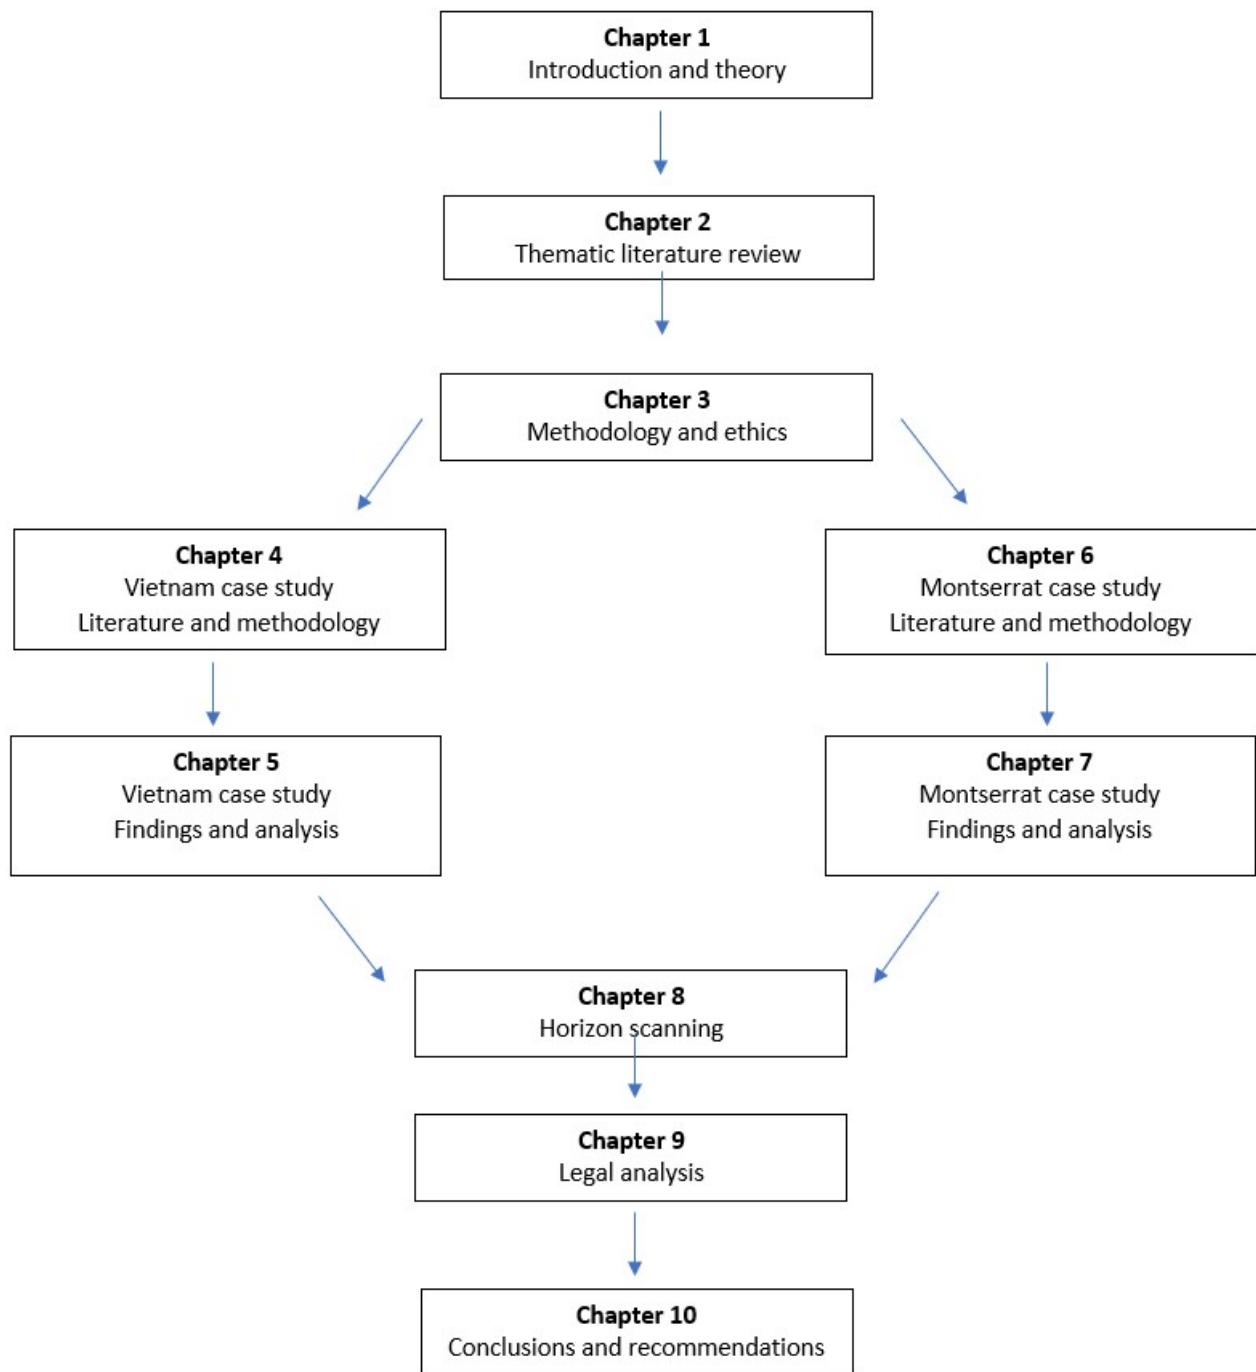 Chapter 1
Introduction and theory
Chapter 2
Thematic literature review
Chapter 3
Methodology and ethics
Chapter 4
Vietnam case study
Literature and methodology
Chapter 6
Montserrat case study
Literature and methodology
Chapter 5
Vietnam case study
Findings and analysis
Chapter 7
Montserrat case study
Findings and analysis
Chapter 8
Horizon scanning
Chapter 9
Legal analysis
Chapter 10
Conclusions and recommendations